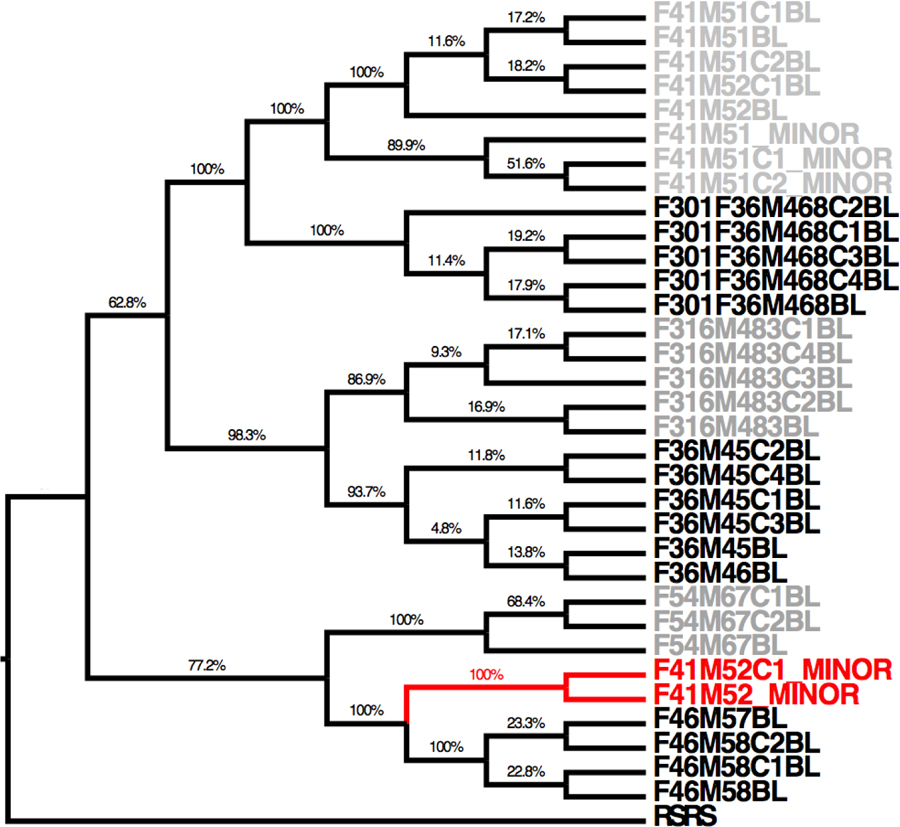 F41M51C1BL
17.2%
F41M51BL
11.6%
F41M51C2BL
18.2%
100%
F41M52C1BL
100%
F41M52BL
F41M51_MINOR
89.9%
F41M51C1_MINOR
51.6%
100%
F41M51C2_MINOR
F301F36M468C2BL
100%
F301F36M468C1BL
19.2%
F301F36M468C3BL
11.4%
F301F36M468C4BL
17.9%
62.8%
F301F36M468BL
F316M483C1BL
17.1%
F316M483C4BL
9.3%
F316M483C3BL
86.9%
F316M483C2BL
16.9%
F316M483BL
98.3%
F36M45C2BL
11.8%
F36M45C4BL
93.7%
F36M45C1BL
11.6%
F36M45C3BL
4.8%
F36M45BL
13.8%
F36M46BL
F54M67C1BL
68.4%
F54M67C2BL
100%
F54M67BL
77.2%
F41M52C1_MINOR
100%
F41M52_MINOR
100%
F46M57BL
23.3%
F46M58C2BL
100%
F46M58C1BL
22.8%
F46M58BL
RSRS